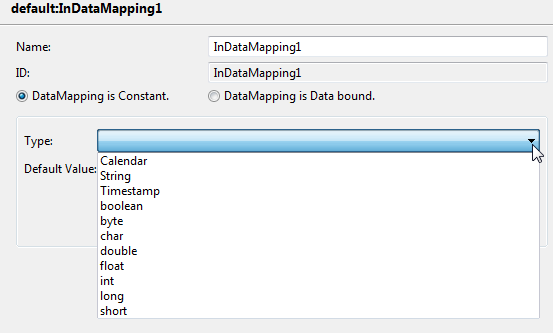 default:InDataMapping1
Name: InDataMapping1
ID: InDataMapping1
DataMapping is Constant. DataMapping is Data bound.
Type:
Default Value:
Calendar
String
Timestamp
boolean
byte
char
double
float
int
long
short